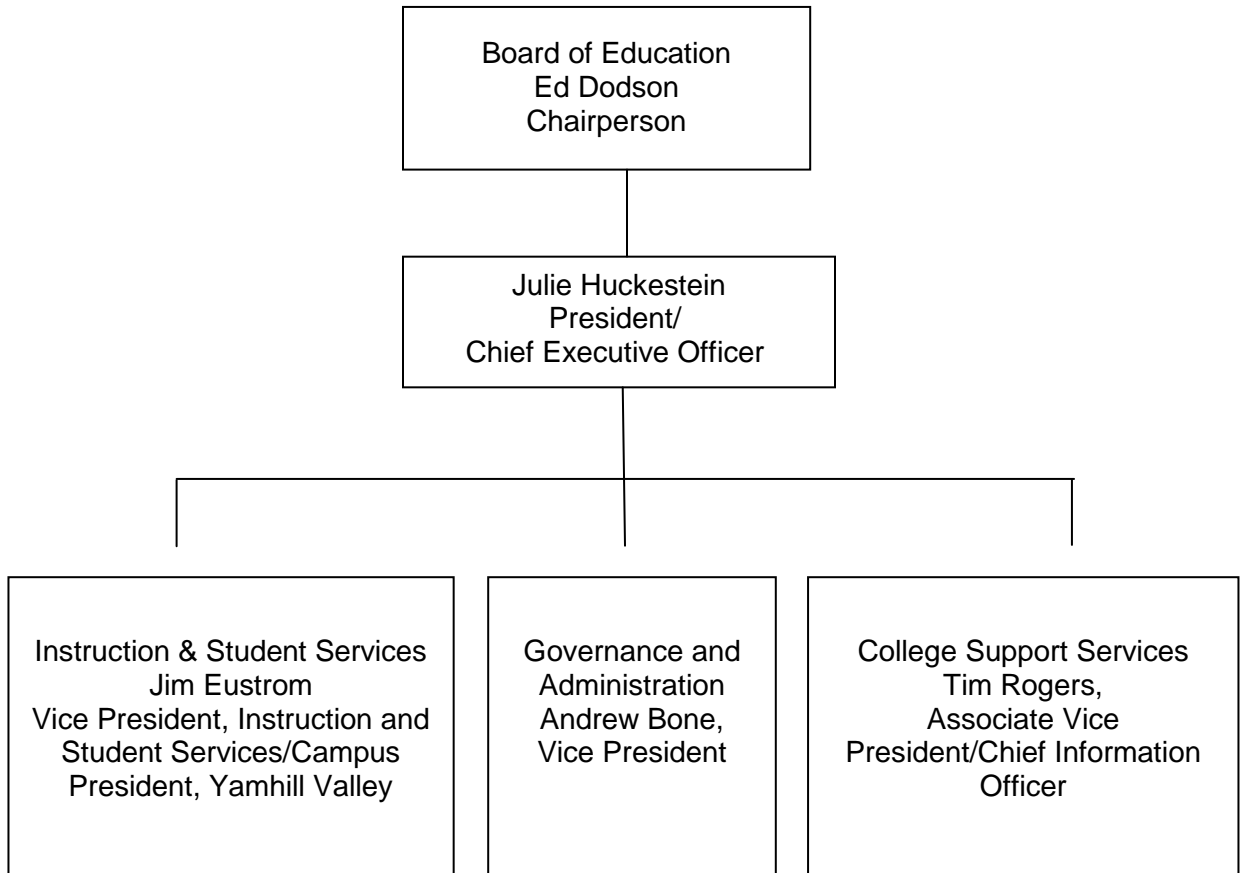 Board of Education
Ed Dodson
Chairperson
Julie Huckestein
President/
Chief Executive Officer
Instruction & Student Services
Jim Eustrom
Vice President, Instruction and
Student Services/Campus
President, Yamhill Valley
Governance and
Administration
Andrew Bone,
Vice President
College Support Services
Tim Rogers,
Associate Vice
President/Chief Information
Officer